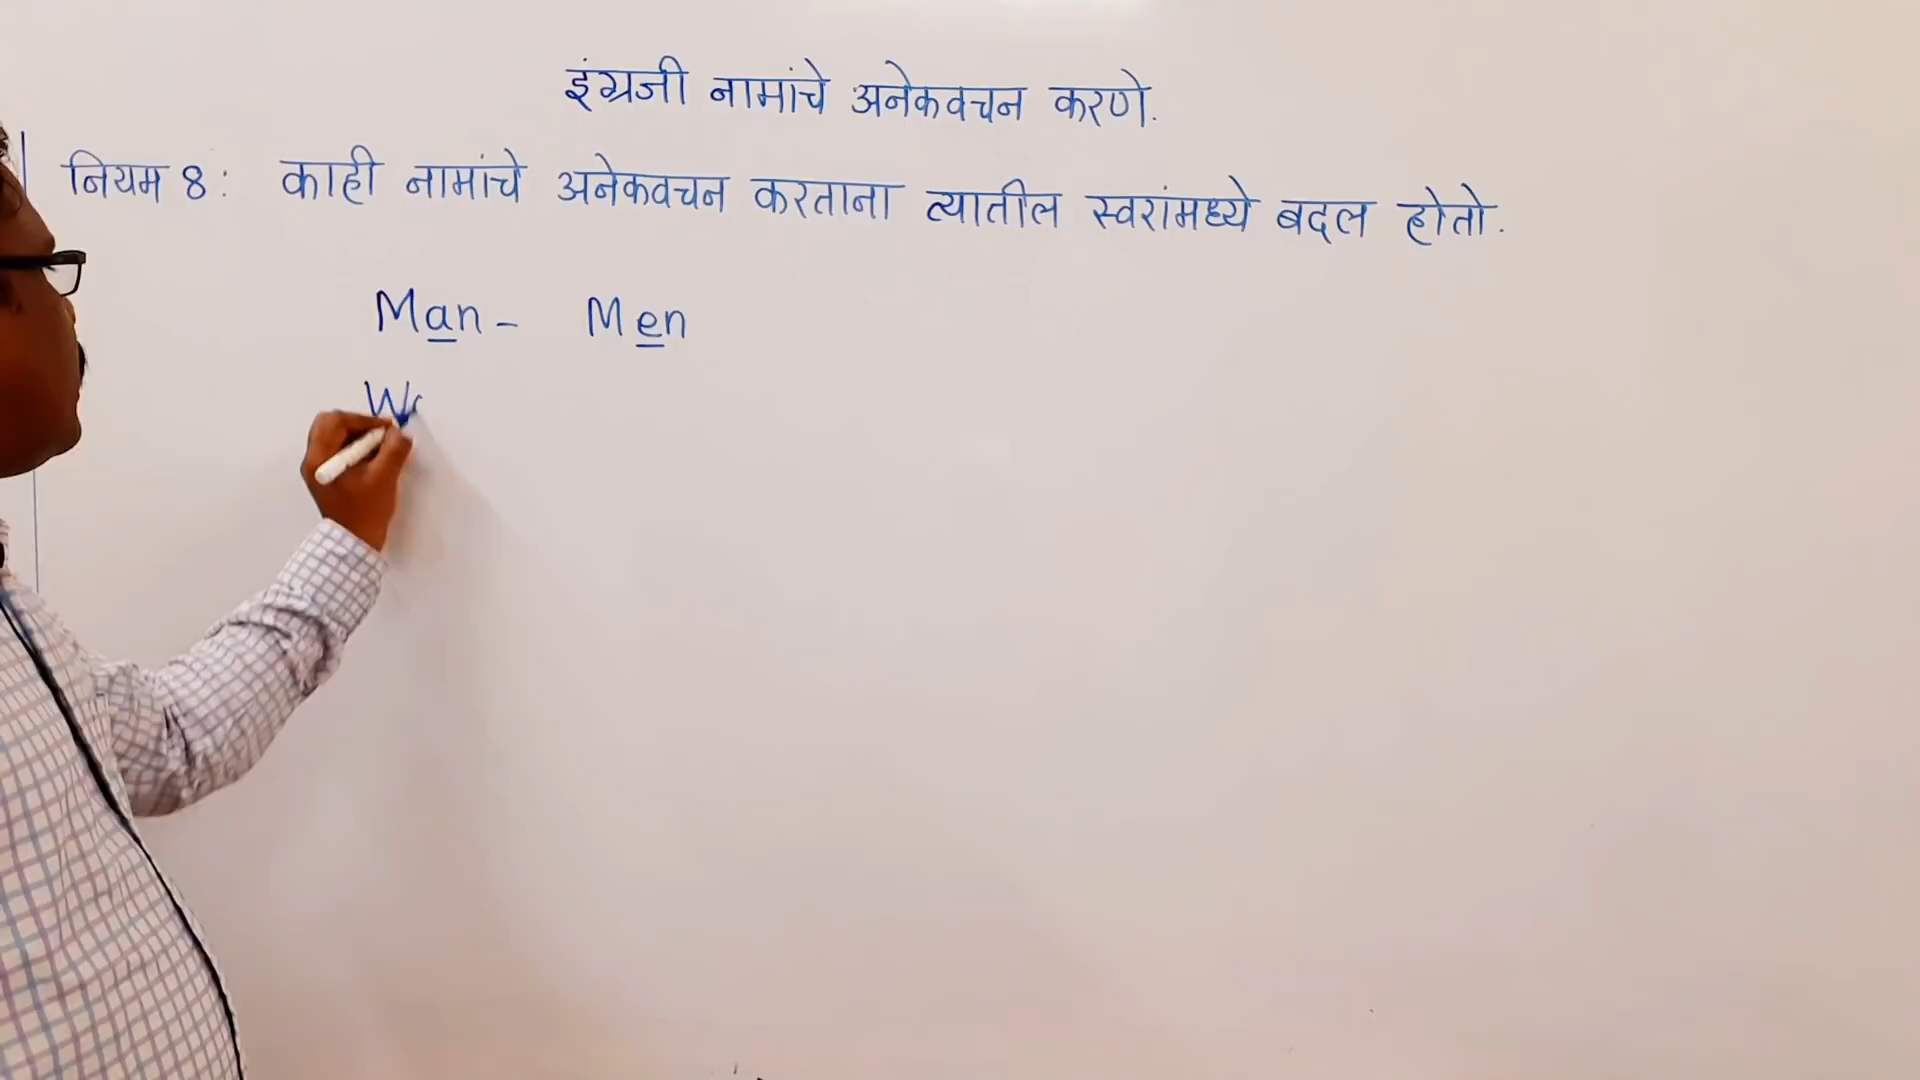 इंग्रजी नामांचे अनेकवचन करणे.
नियम 8: काही नामांचे अनेकवचन करताना त्यातील स्वरांमध्ये बदल होतो.
Man - Men